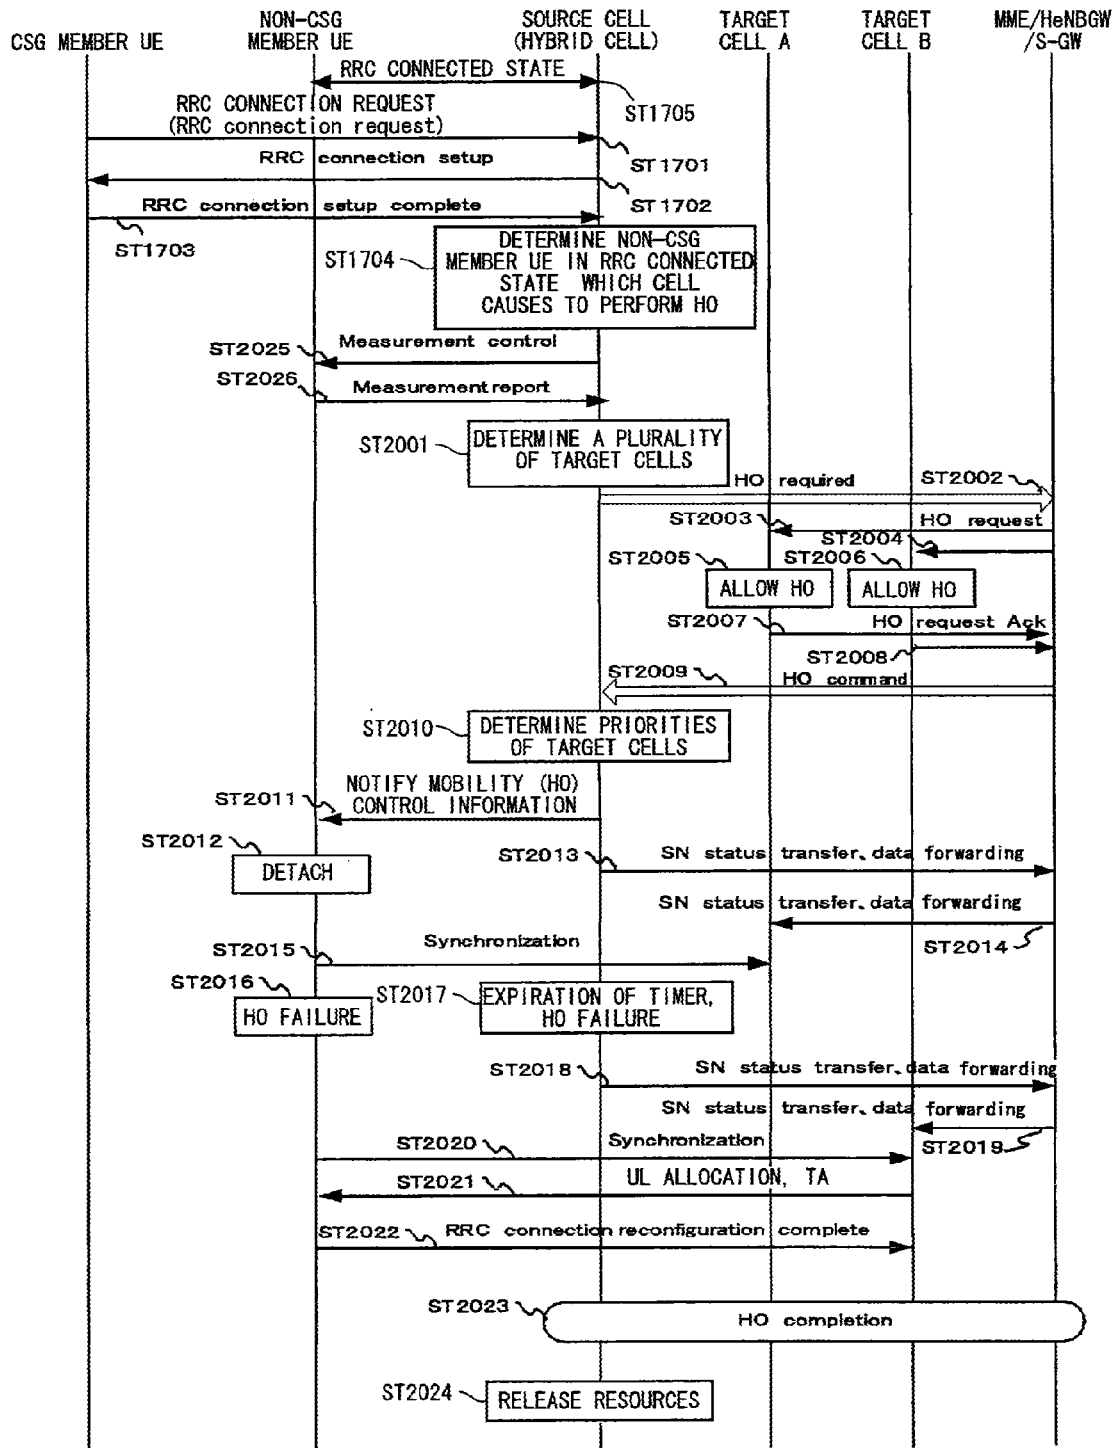 CSG MEMBER UE
NON-CSG
MEMBER UE
SOURCE CELL
(HYBRID CELL)
TARGET
CELL A
TARGET
CELL B
MME/HeNBGW
/S-GW
RRC CONNECTED STATE
ST1705
RRC CONNECTION REQUEST
(RRC connection request)
ST1701
RRC connection setup
ST1702
RRC connection setup complete
ST1703
ST1704
DETERMINE NON-CSG
MEMBER UE IN RRC CONNECTED
STATE WHICH CELL
CAUSES TO PERFORM HO
ST2025
Measurement control
ST2026
Measurement report
ST2001
DETERMINE A PLURALITY
OF TARGET CELLS
HO required
ST2002
ST2003
HO request
ST2004
ST2005
ST2006
ALLOW HO
ALLOW HO
ST2007
HO request Ack
ST2008
ST2009
HO command
ST2010
DETERMINE PRIORITIES
OF TARGET CELLS
ST2011
NOTIFY MOBILITY (HO)
CONTROL INFORMATION
ST2012
DETACH
ST2013
SN status transfer, data forwarding
SN status transfer, data forwarding
ST2014
ST2015
Synchronization
ST2016
HO FAILURE
ST2017
EXPIRATION OF TIMER,
HO FAILURE
ST2018
SN status transfer, data forwarding
SN status transfer, data forwarding
ST2019
ST2020
Synchronization
ST2021
UL ALLOCATION, TA
ST2022
RRC connection reconfiguration complete
ST2023
HO completion
ST2024
RELEASE RESOURCES